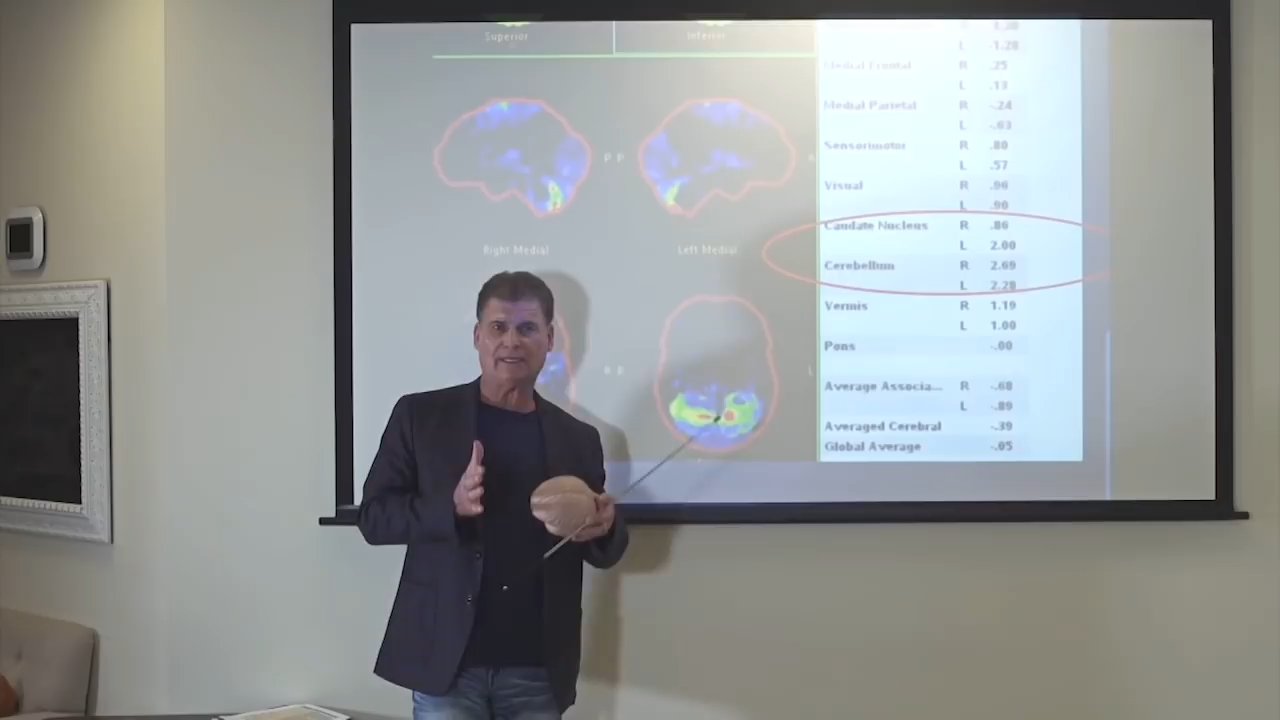 Superior
Inferior
L -1.28
Medial Frontal R .25
L .13
Medial Parietal R -.24
L -.63
Sensorimotor R .80
L .57
Visual R .96
L .90
Caudate Nucleus R .86
L 2.00
Cerebellum R 2.69
L 2.28
Vermis R 1.19
L 1.00
Pons -.00
Average Associa... R -.68
L -.89
Averaged Cerebral -.39
Global Average -.05
P P
Right Medial
Left Medial
R R
L